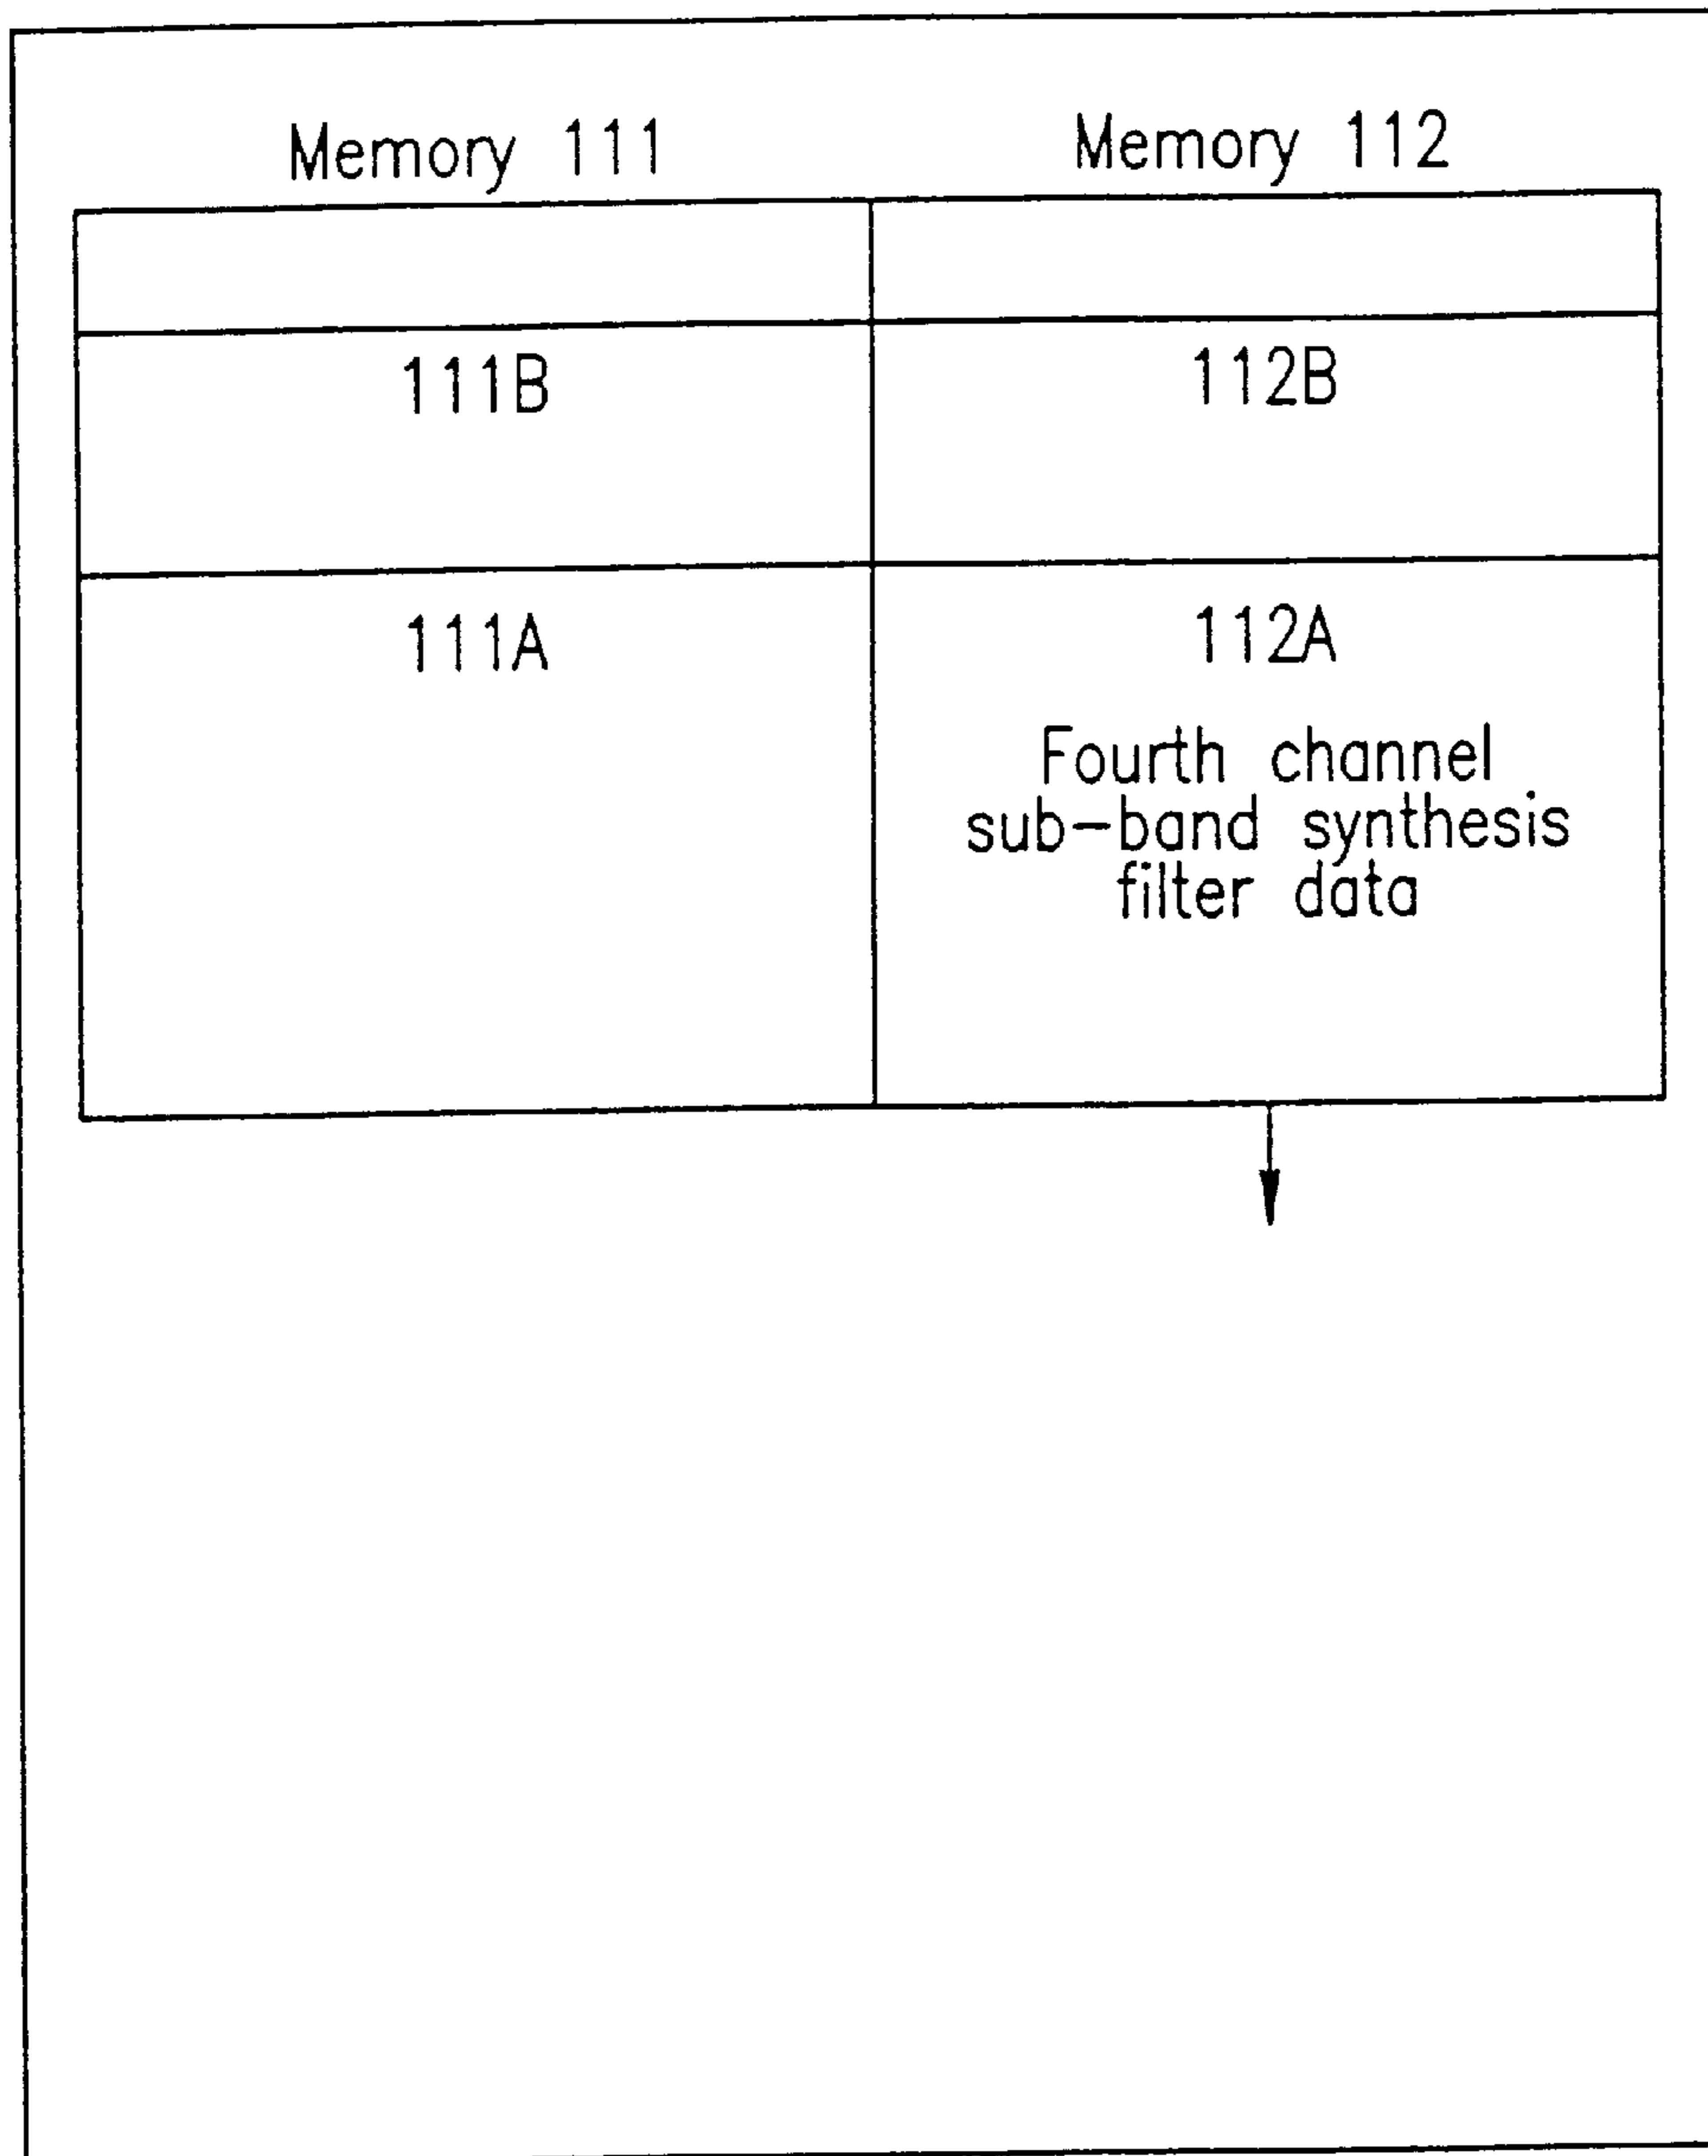 Memory 111
Memory 112
111B
112B
111A
112A
Fourth channel
sub-band synthesis
filter data